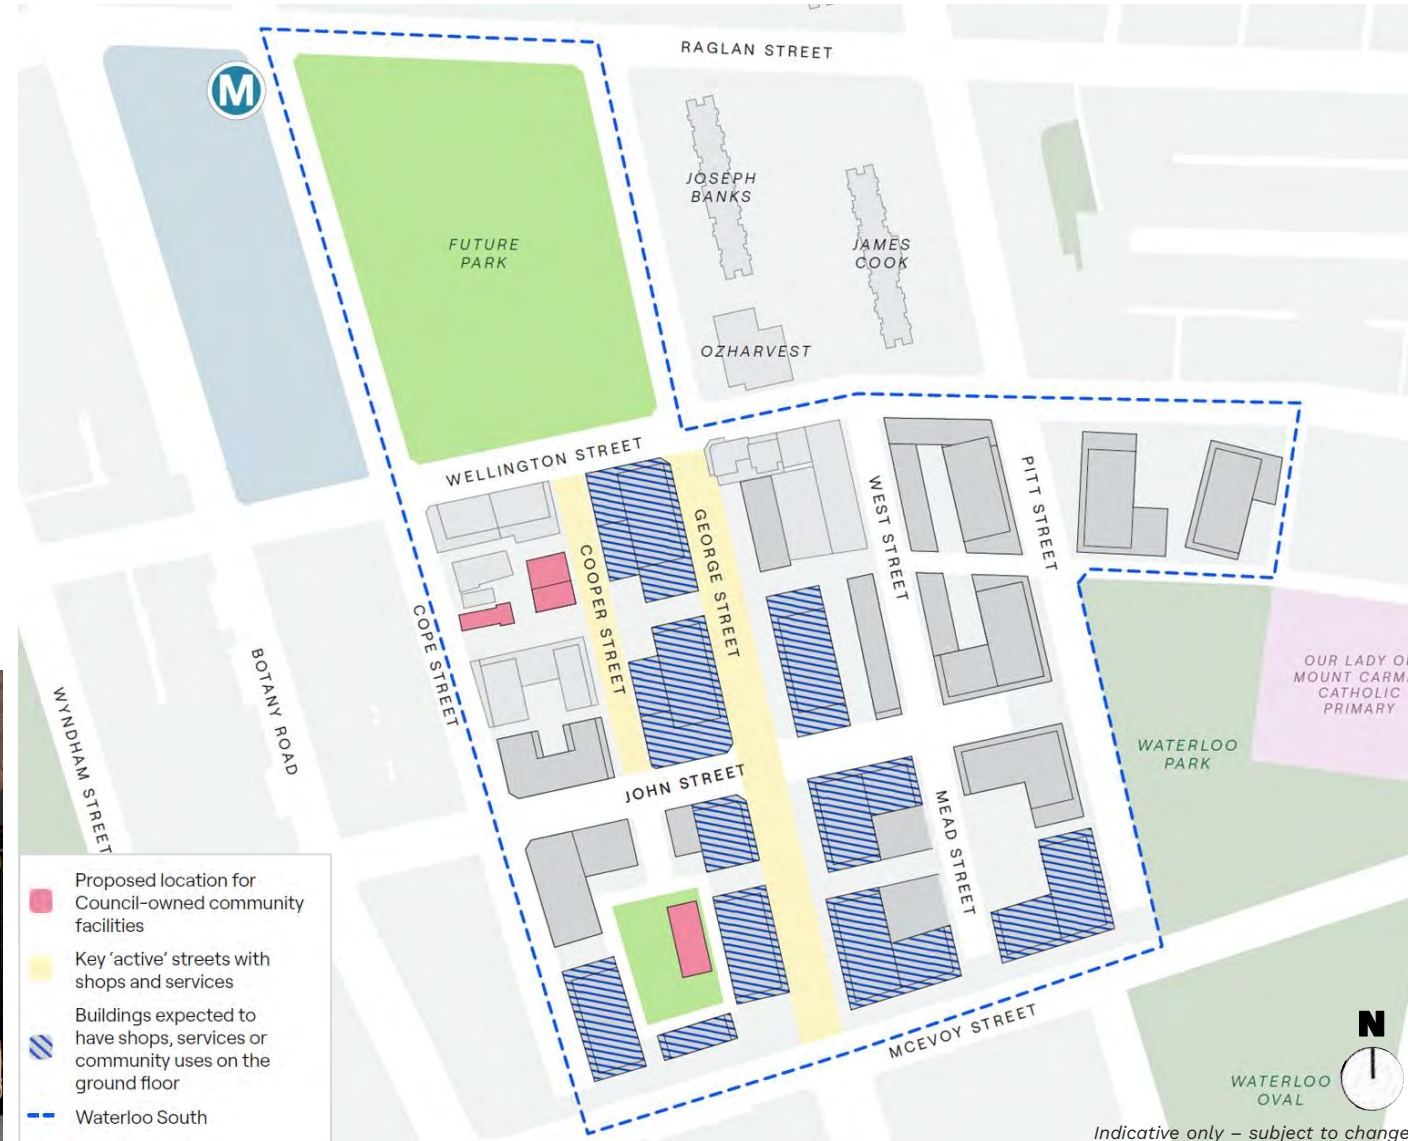 RAGLAN STREET
M
JOSEPH
BANKS
JAMES
COOK
FUTURE
PARK
OZHARVEST
WELLINGTON STREET
COOPER STREET
GEORGE STREET
WEST STREET
PITT STREET
COPE STREET
BOTANY ROAD
WYNDHAM STREET
OUR LADY O
MOUNT CARM
CATHOLIC
PRIMARY
WATERLOO
PARK
JOHN STREET
MEAD STREET
MCEVOY STREET
WATERLOO
OVAL
N
Proposed location for
Council-owned community
facilities
Key ‘active’ streets with
shops and services
Buildings expected to
have shops, services or
community uses on the
ground floor
Waterloo South
Indicative only – subject to change